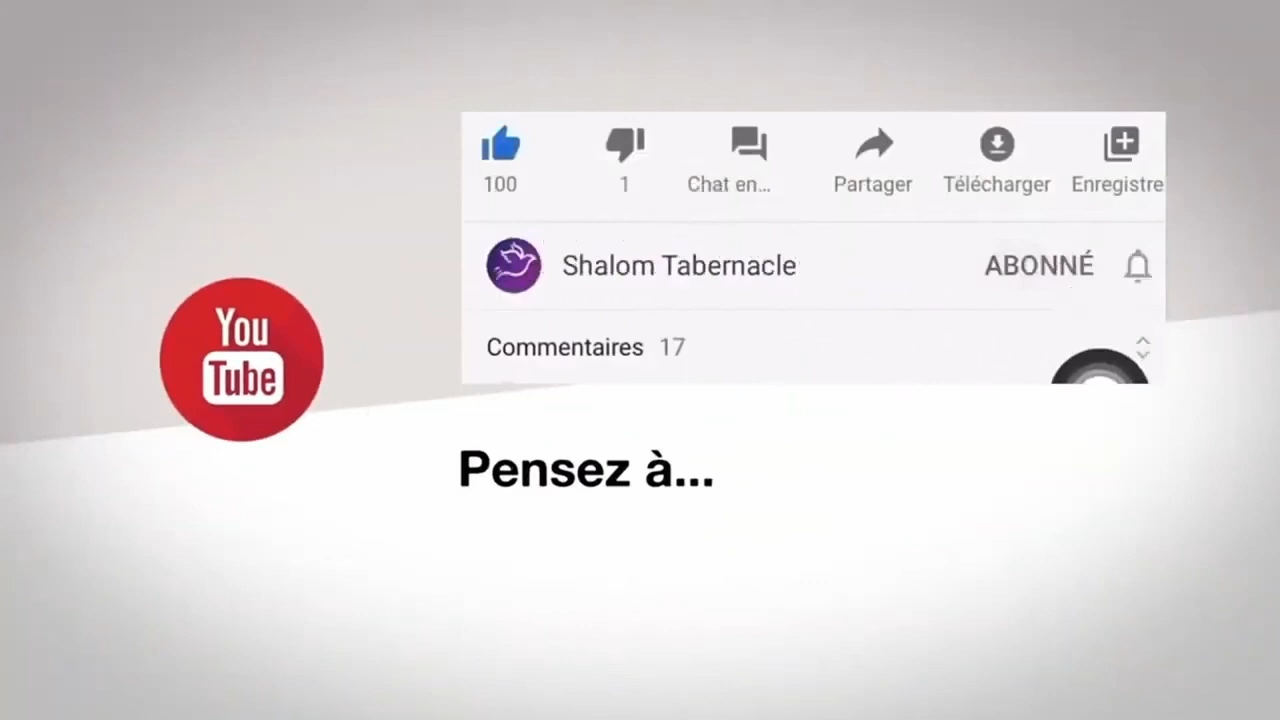 100 1 Chat en... Partager Télécharger Enregistre
Shalom Tabernacle ABONNÉ
You
Tube
Commentaires 17
Pensez à...